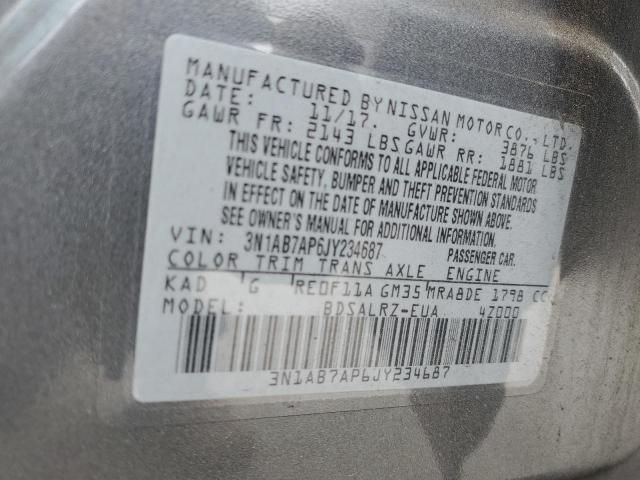 MANUFACTURED BY NISSAN MOTOR CO., LTD.
DATE: 11/17. GVWR: 3876 LBS
GAWR FR: 2143 LBS GAWR RR: 1881 LBS
THIS VEHICLE CONFORMS TO ALL APPLICABLE FEDERAL MOTOR
VEHICLE SAFETY, BUMPER AND THEFT PREVENTION STANDARDS
IN EFFECT ON THE DATE OF MANUFACTURE SHOWN ABOVE.
SEE OWNER'S MANUAL FOR ADDITIONAL INFORMATION.
VIN: 3N1AB7AP6JY234687 PASSENGER CAR.
COLOR TRIM TRANS AXLE ENGINE
KAD G RE0F11A GM35 MRA8DE 1798 CC
MODEL: BDSALRZ-EUA 4Z000
3N1AB7AP6JY234687